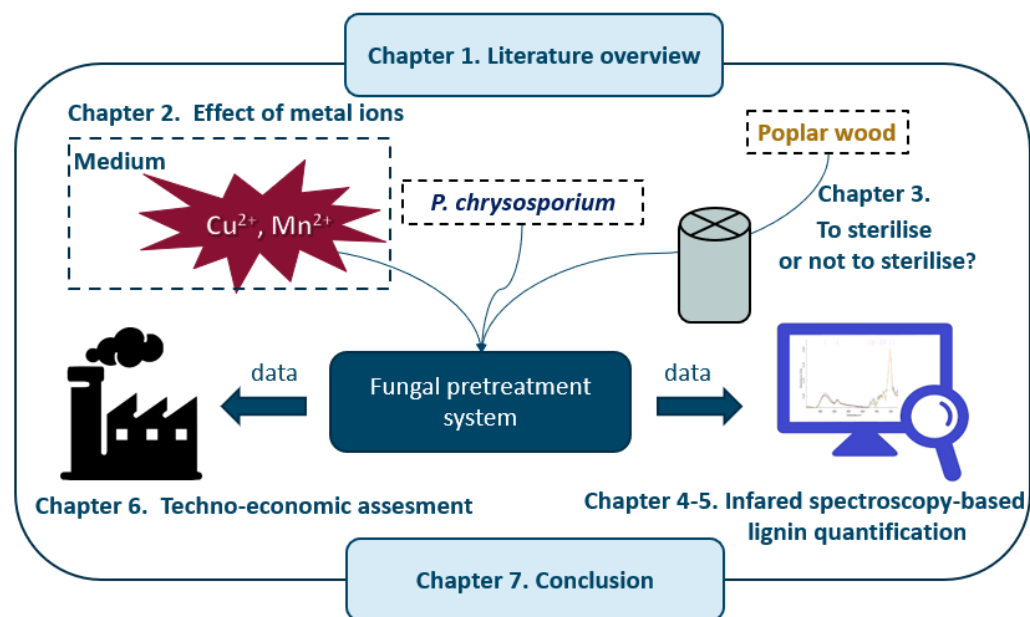 Chapter 1. Literature overview
Chapter 2.  Effect of metal ions
Medium
Cu²⁺, Mn²⁺
P. chrysosporium
Poplar wood
Chapter 3.
To sterilise
or not to sterilise?
data
Fungal pretreatment
system
data
Chapter 6.  Techno-economic assesment
Chapter 4-5. Infared spectroscopy-based
lignin quantification
Chapter 7. Conclusion